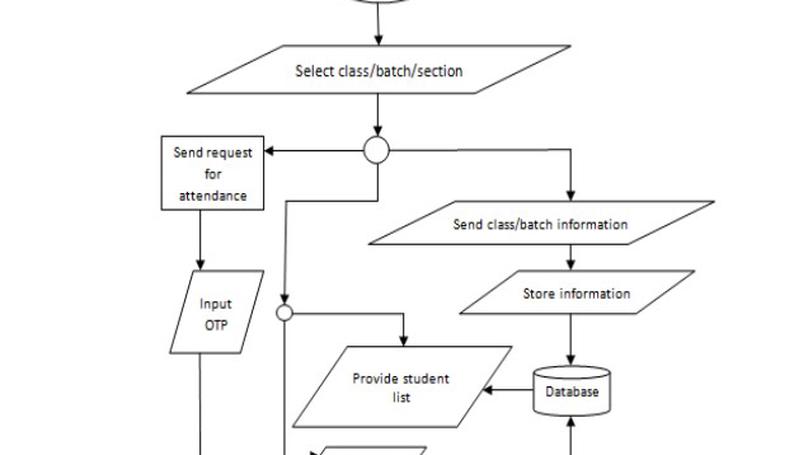 Select class/batch/section
Send request
for
attendance
Send class/batch information
Store information
Input
OTP
Provide student
list
Database